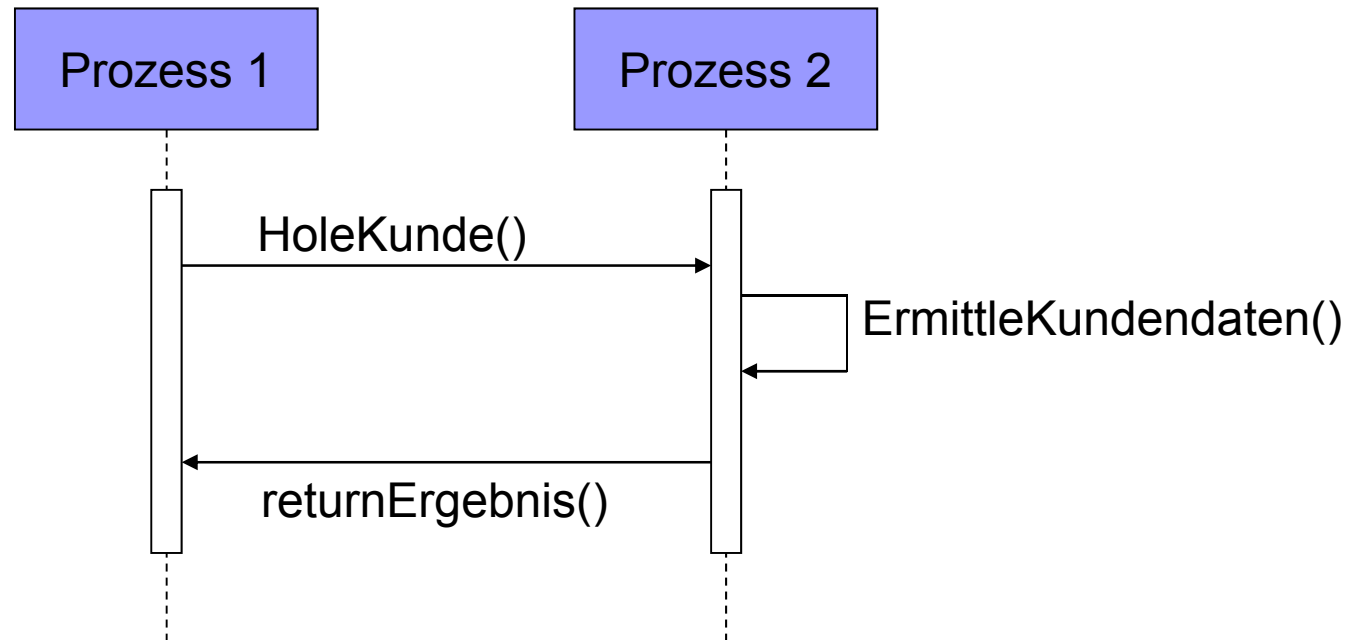 Prozess 1
Prozess 2
HoleKunde()
ErmittleKundendaten()
returnErgebnis()